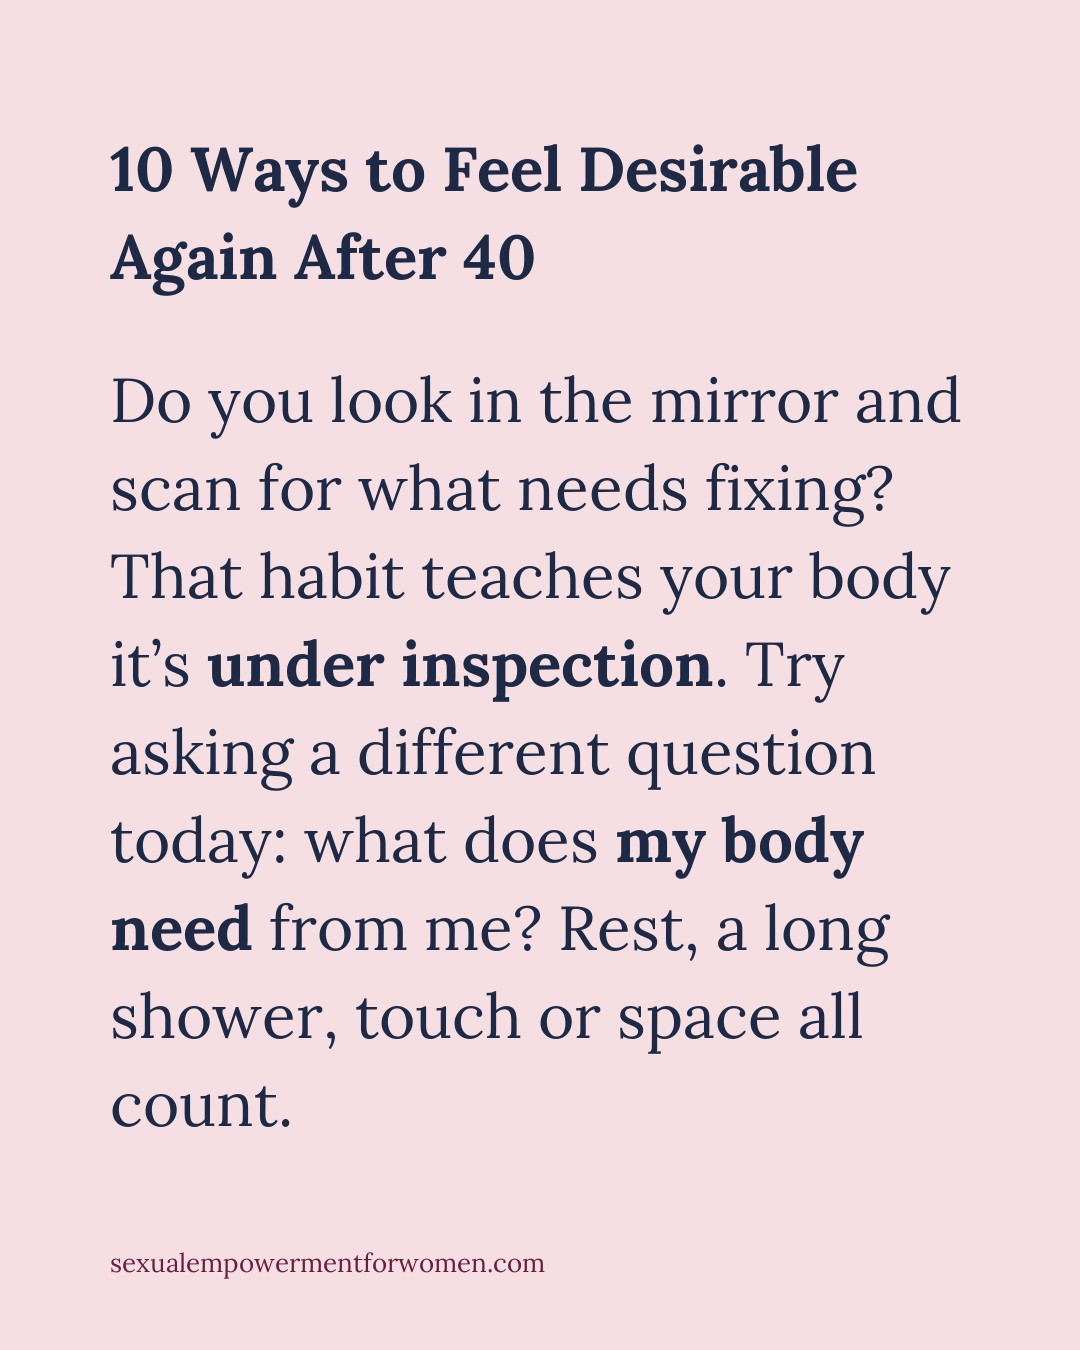 10 Ways to Feel Desirable
Again After 40
Do you look in the mirror and
scan for what needs fixing?
That habit teaches your body
it’s under inspection. Try
asking a different question
today: what does my body
need from me? Rest, a long
shower, touch or space all
count.
sexualempowermentforwomen.com